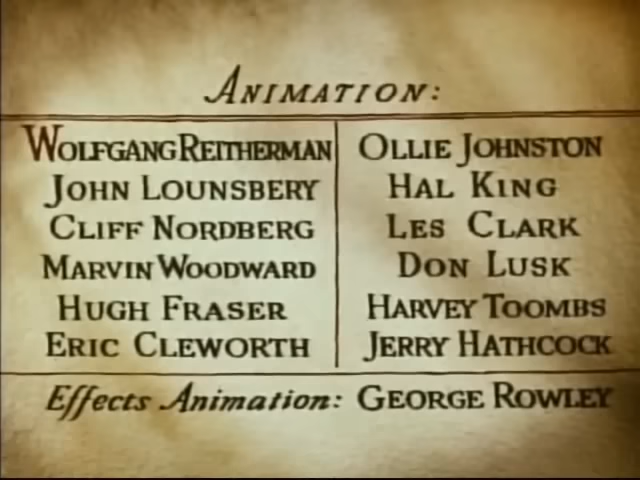 ANIMATION:
WOLFGANG REITHERMAN
JOHN LOUNSBERY
CLIFF NORDBERG
MARVIN WOODWARD
HUGH FRASER
ERIC CLEWORTH
OLLIE JOHNSTON
HAL KING
LES CLARK
DON LUSK
HARVEY TOOMBS
JERRY HATHCOCK
Effects Animation: GEORGE ROWLEY